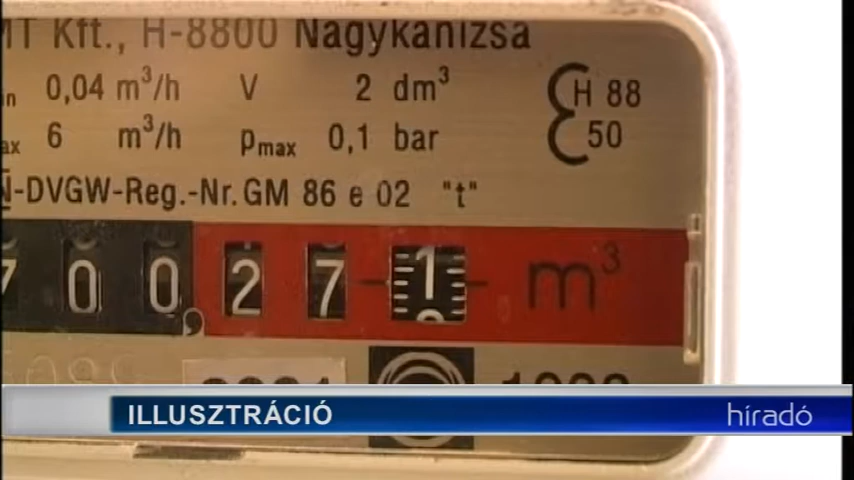 MT Kft., H-8800 Nagykanizsa
0,04 m³/h V 2 dm³
6 m³/h pmax 0,1 bar
H 88
50
N-DVGW-Reg.-Nr. GM 86 e 02 "t"
7 0 0 , 2 7 1 m³
ILLUSZTRÁCIÓ híradó